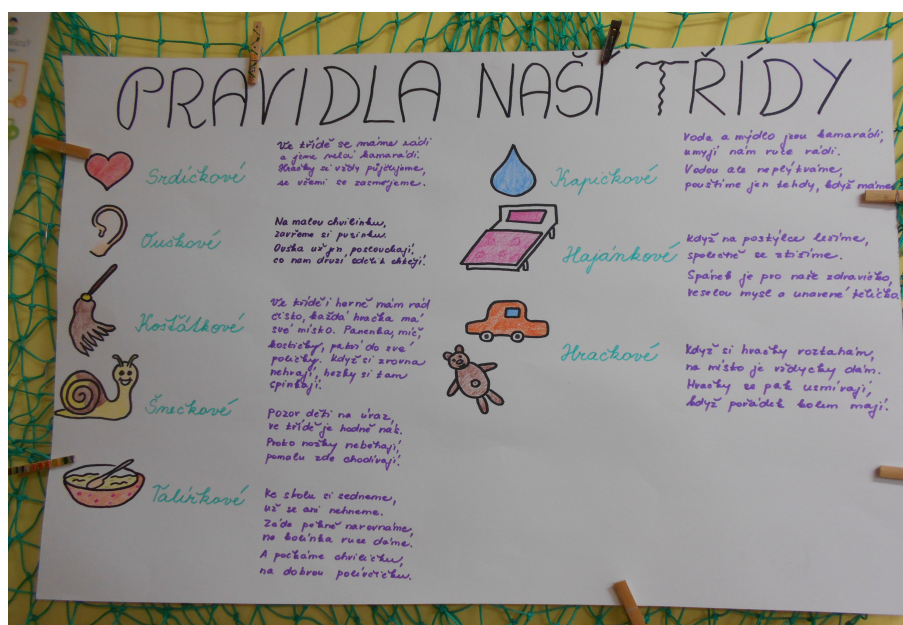 PRAVIDLA NAŠÍ TŘÍDY
Srdíčkové
Ve třídě se máme rádi
a jsme velcí kamarádi.
Hračky si vždy půjčujeme,
se všemi se zasmějeme.
Ouškové
Na malou chvilinku,
zavřeme si pusinku.
Ouška už jen poslouchají,
co nám druzí sdělit chtějí.
Košťátkové
Ve třídě i herně mám rád
čisto, každá hračka má
své místo. Panenka, míč,
kostičky, patří do své
poličky. Když si zrovna
nehrají, hezky si tam
spinkají.
Šnečkové
Pozor děti na úraz,
ve třídě je hodně nás.
Proto nožky neběhají,
pomalu zde chodívají.
Talířkové
Ke stolu si sedneme,
už se ani nehneme.
Záda pěkně narovnáme,
na kolínka ruce dáme.
A počkáme chviličku,
na dobrou polívčičku.
Kapičkové
Voda a mýdlo jsou kamarádi,
umyjí nám ruce rádi.
Vodou ale neplýtváme,
pouštíme jen tehdy, když máme
Hajánkové
Když na postýlce ležíme,
společně se ztišíme.
Spánek je pro naše zdravíčko,
veselou mysl a unavené tělíčko
Hračkové
Když si hračky roztahám,
na místo je vždycky dám.
Hračky se pak usmívají,
když pořádek kolem mají.